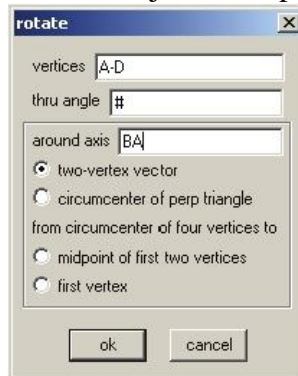 rotate
vertices A-D
thru angle #
around axis BA
two-vertex vector
circumcenter of perp triangle
from circumcenter of four vertices to
midpoint of first two vertices
first vertex
ok cancel